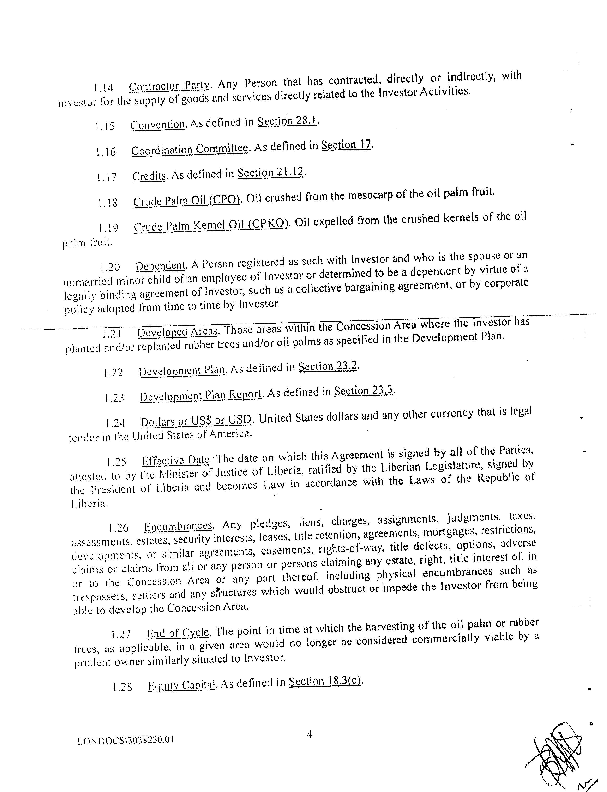 1.14 Contractor Party. Any Person that has contracted, directly or indirectly, with
investor for the supply of goods and services directly related to the Investor Activities.
1.15 Convention. As defined in Section 28.1.
1.16 Coordination Committee. As defined in Section 17.
1.17 Credits. As defined in Section 21.12.
1.18 Crude Palm Oil (CPO). Oil crushed from the mesocarp of the oil palm fruit.
1.19 Crude Palm Kernel Oil (CPKO). Oil expelled from the crushed kernels of the oil
palm fruit.
1.20 Dependent. A Person registered as such with Investor and who is the spouse or an
unmarried minor child of an employee of Investor or determined to be a dependent by virtue of a
legally binding agreement of Investor, such as a collective bargaining agreement, or by corporate
policy adopted from time to time by Investor
1.21 Developed Areas. Those areas within the Concession Area where the Investor has
planted and/or replanted rubber trees and/or oil palms as specified in the Development Plan.
1.22 Development Plan. As defined in Section 23.2.
1.23 Development Plan Report. As defined in Section 23.3.
1.24 Dollars or US$ or USD. United States dollars and any other currency that is legal
tender in the United States of America.
1.25 Effective Date. The date on which this Agreement is signed by all of the Parties,
attested to by the Minister of Justice of Liberia, ratified by the Liberian Legislature, signed by
the President of Liberia and becomes Law in accordance with the Laws of the Republic of
Liberia.
1.26 Encumbrances. Any pledges, liens, charges, assignments, judgments, taxes,
assessments, estates, security interests, leases, title retention, agreements, mortgages, restrictions,
developments, or similar agreements, easements, rights-of-way, title defects, options, adverse
claims or claims from all or any person or persons claiming any estate, right, title interest of, in
or to the Concession Area or any part thereof, including physical encumbrances such as
trespassers, settlers and any structures which would obstruct or impede the Investor from being
able to develop the Concession Area.
1.27 End of Cycle. The point in time at which the harvesting of the oil palm or rubber
trees, as applicable, in a given area would no longer be considered commercially viable by a
prudent owner similarly situated to Investor.
1.28 Equity Capital. As defined in Section 18.3(c).
LONDOCS\3038220.01
4